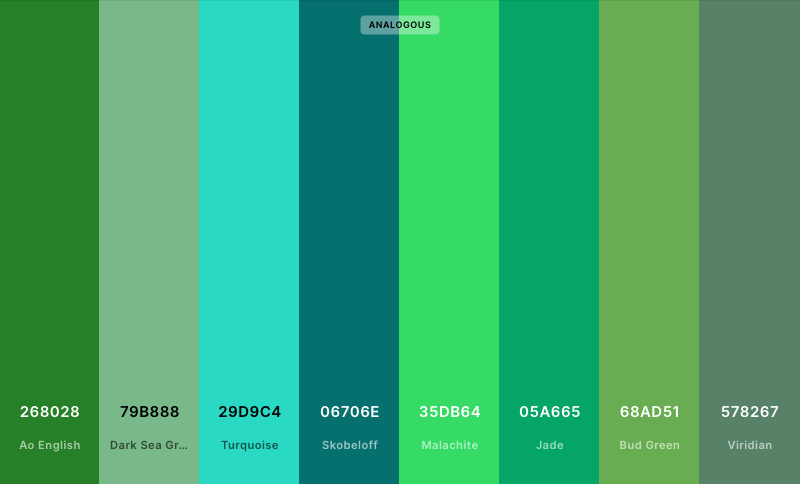 ANALOGOUS
268028 79B888 29D9C4 06706E 35DB64 05A665 68AD51 578267
Ao English Dark Sea Gr... Turquoise Skobeloff Malachite Jade Bud Green Viridian